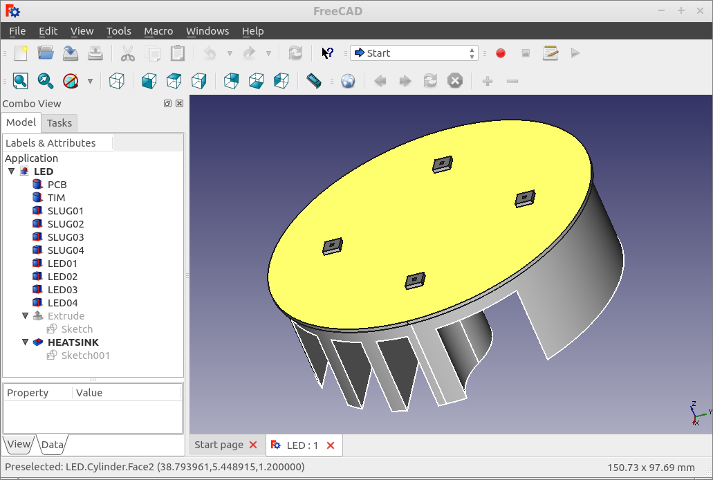 FreeCAD
File Edit View Tools Macro Windows Help
Start
Combo View
Model Tasks
Labels & Attributes
Application
LED
PCB
TIM
SLUG01
SLUG02
SLUG03
SLUG04
LED01
LED02
LED03
LED04
Extrude
Sketch
HEATSINK
Sketch001
Property Value
View Data
Start page LED : 1
Z
Y
X
Preselected: LED.Cylinder.Face2 (38.793961,5.448915,1.200000) 150.73 x 97.69 mm